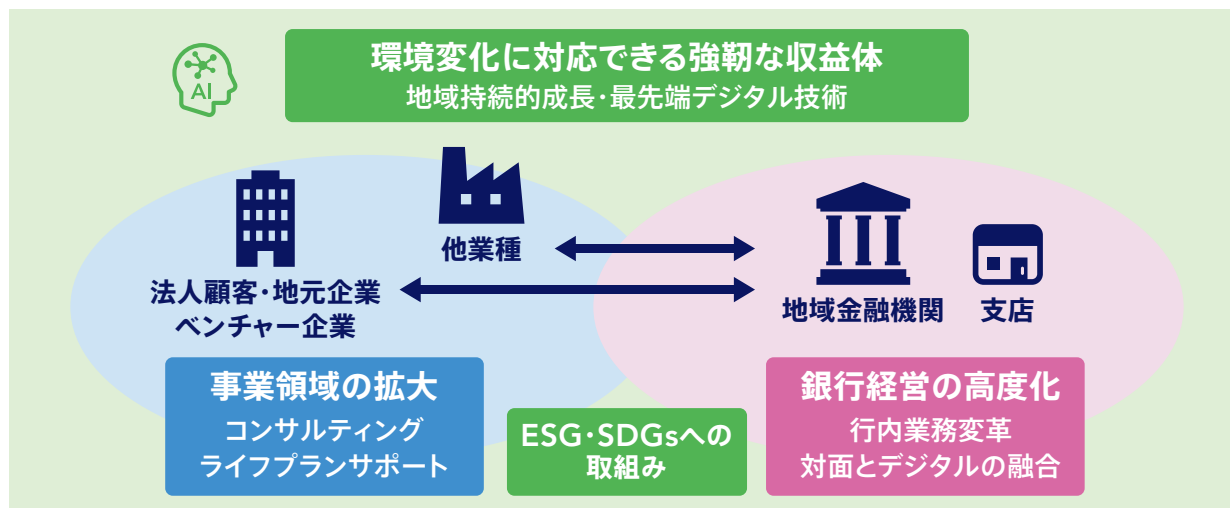 環境変化に対応できる強靭な収益体
地域持続的成長・最先端デジタル技術
AI
他業種
法人顧客・地元企業
ベンチャー企業
地域金融機関
支店
事業領域の拡大
コンサルティング
ライフプランサポート
ESG・SDGsへの
取組み
銀行経営の高度化
行内業務変革
対面とデジタルの融合